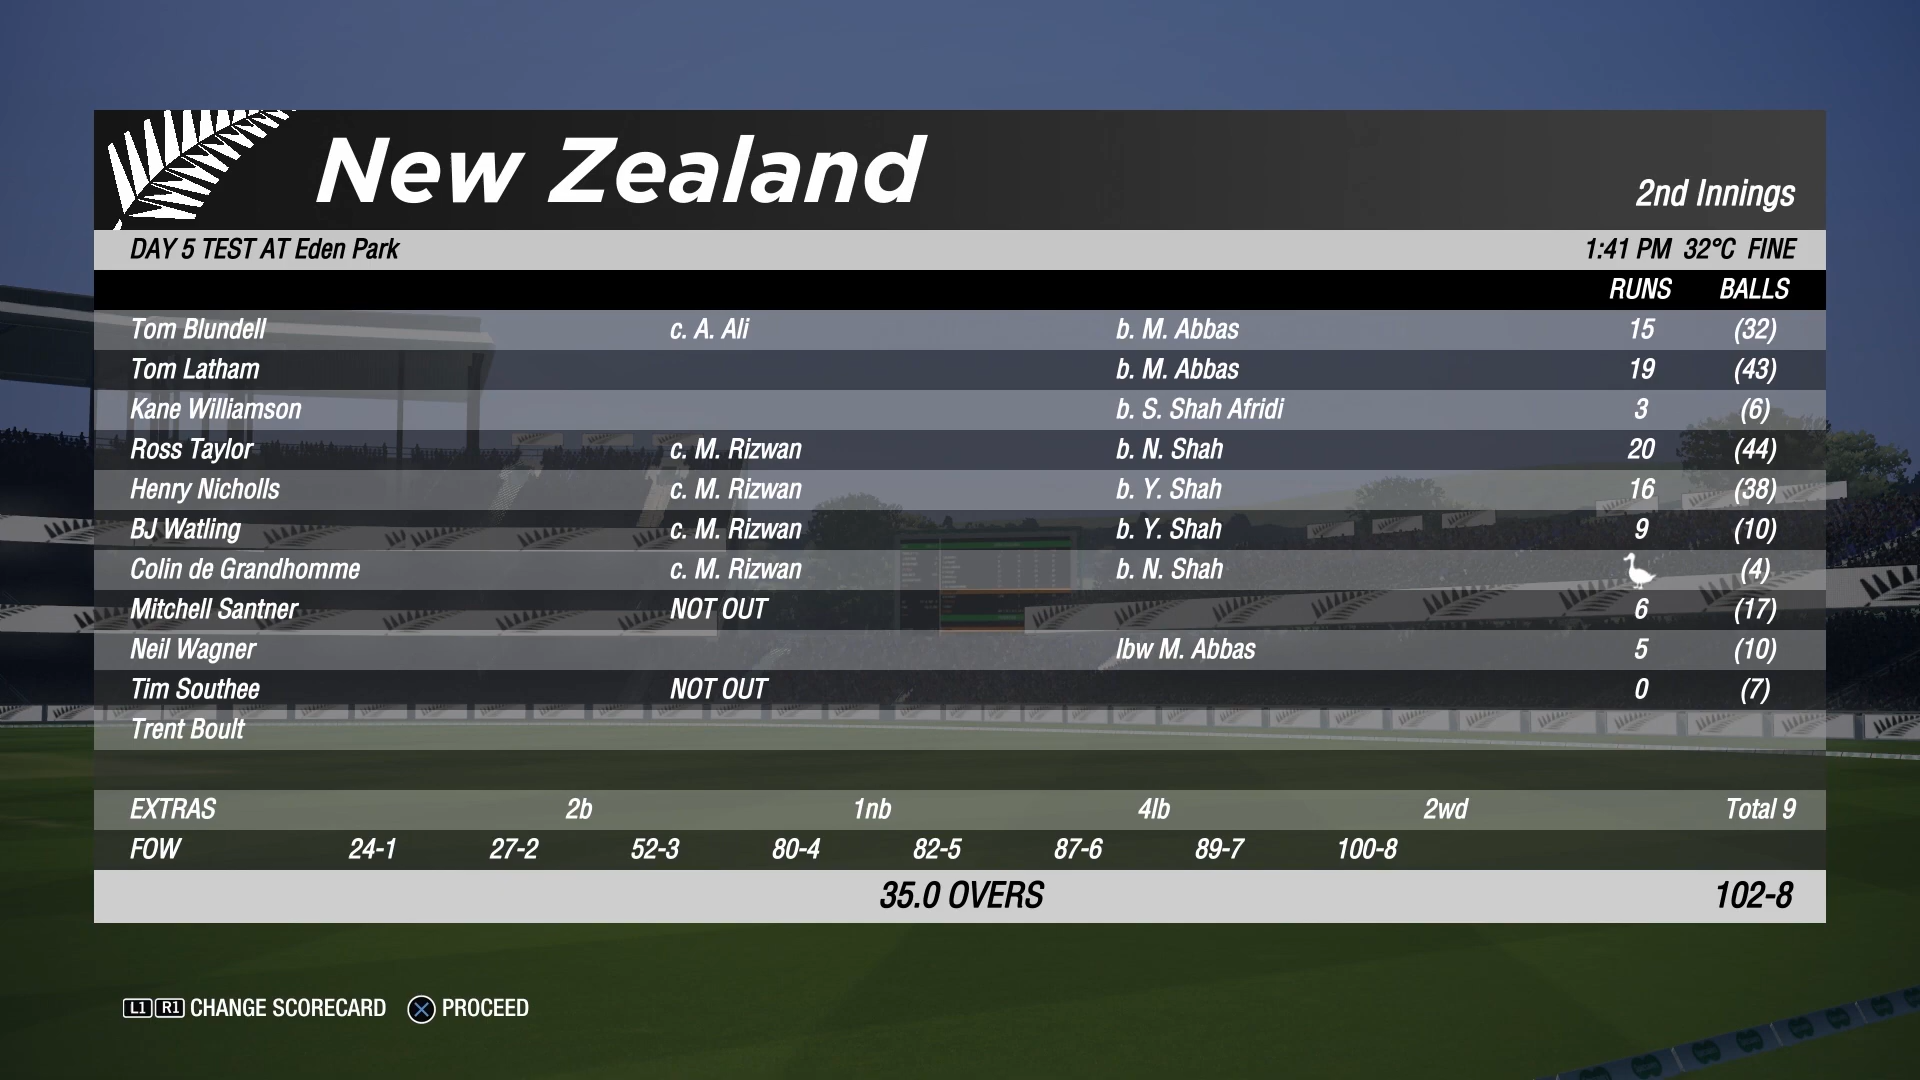 New Zealand
2nd Innings
DAY 5 TEST AT Eden Park 1:41 PM 32°C FINE
RUNS BALLS
Tom Blundell c. A. Ali b. M. Abbas 15 (32)
Tom Latham b. M. Abbas 19 (43)
Kane Williamson b. S. Shah Afridi 3 (6)
Ross Taylor c. M. Rizwan b. N. Shah 20 (44)
Henry Nicholls c. M. Rizwan b. Y. Shah 16 (38)
BJ Watling c. M. Rizwan b. Y. Shah 9 (10)
Colin de Grandhomme c. M. Rizwan b. N. Shah (4)
Mitchell Santner NOT OUT 6 (17)
Neil Wagner lbw M. Abbas 5 (10)
Tim Southee NOT OUT 0 (7)
Trent Boult
EXTRAS 2b 1nb 4lb 2wd Total 9
FOW 24-1 27-2 52-3 80-4 82-5 87-6 89-7 100-8
35.0 OVERS 102-8
L1 R1 CHANGE SCORECARD PROCEED